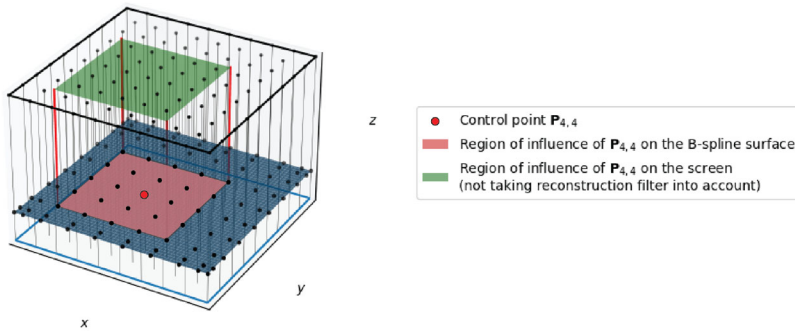 z
y
x
Control point P4,4
Region of influence of P4,4 on the B-spline surface
Region of influence of P4,4 on the screen
(not taking reconstruction filter into account)